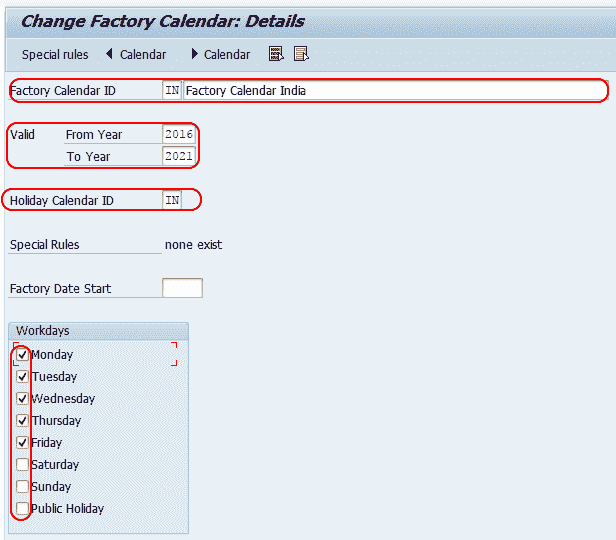 Change Factory Calendar: Details
Special rules Calendar Calendar
Factory Calendar ID IN Factory Calendar India
Valid From Year 2016
To Year 2021
Holiday Calendar ID IN
Special Rules none exist
Factory Date Start
Workdays
Monday
Tuesday
Wednesday
Thursday
Friday
Saturday
Sunday
Public Holiday